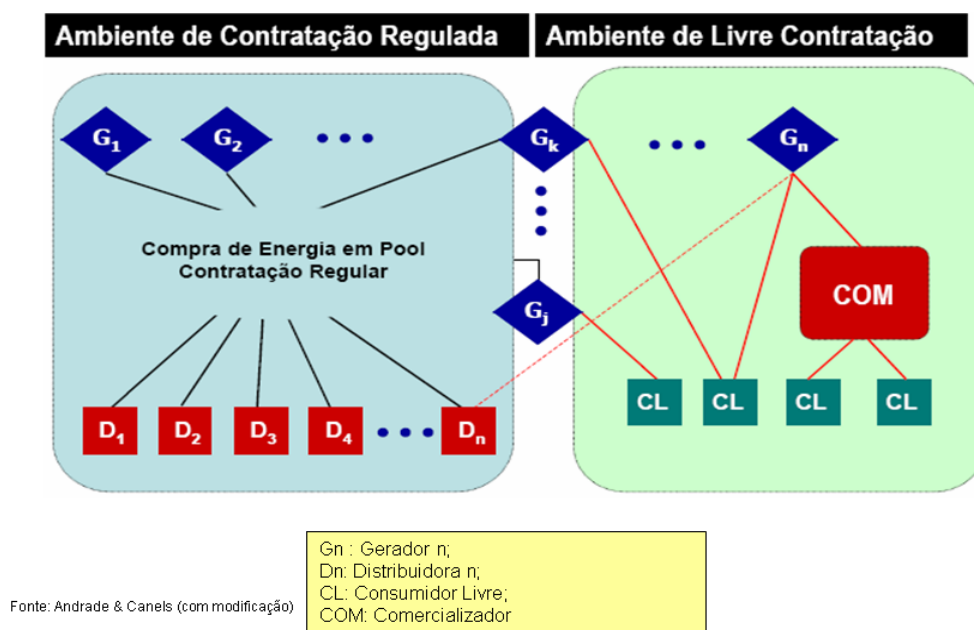 Ambiente de Contratação Regulada
Ambiente de Livre Contratação
G1
G2
Gk
Gn
Compra de Energia em Pool
Contratação Regular
Gj
COM
CL
CL
CL
CL
D1
D2
D3
D4
Dn
Gn : Gerador n;
Dn: Distribuidora n;
CL: Consumidor Livre;
COM: Comercializador
Fonte: Andrade & Canels (com modificação)